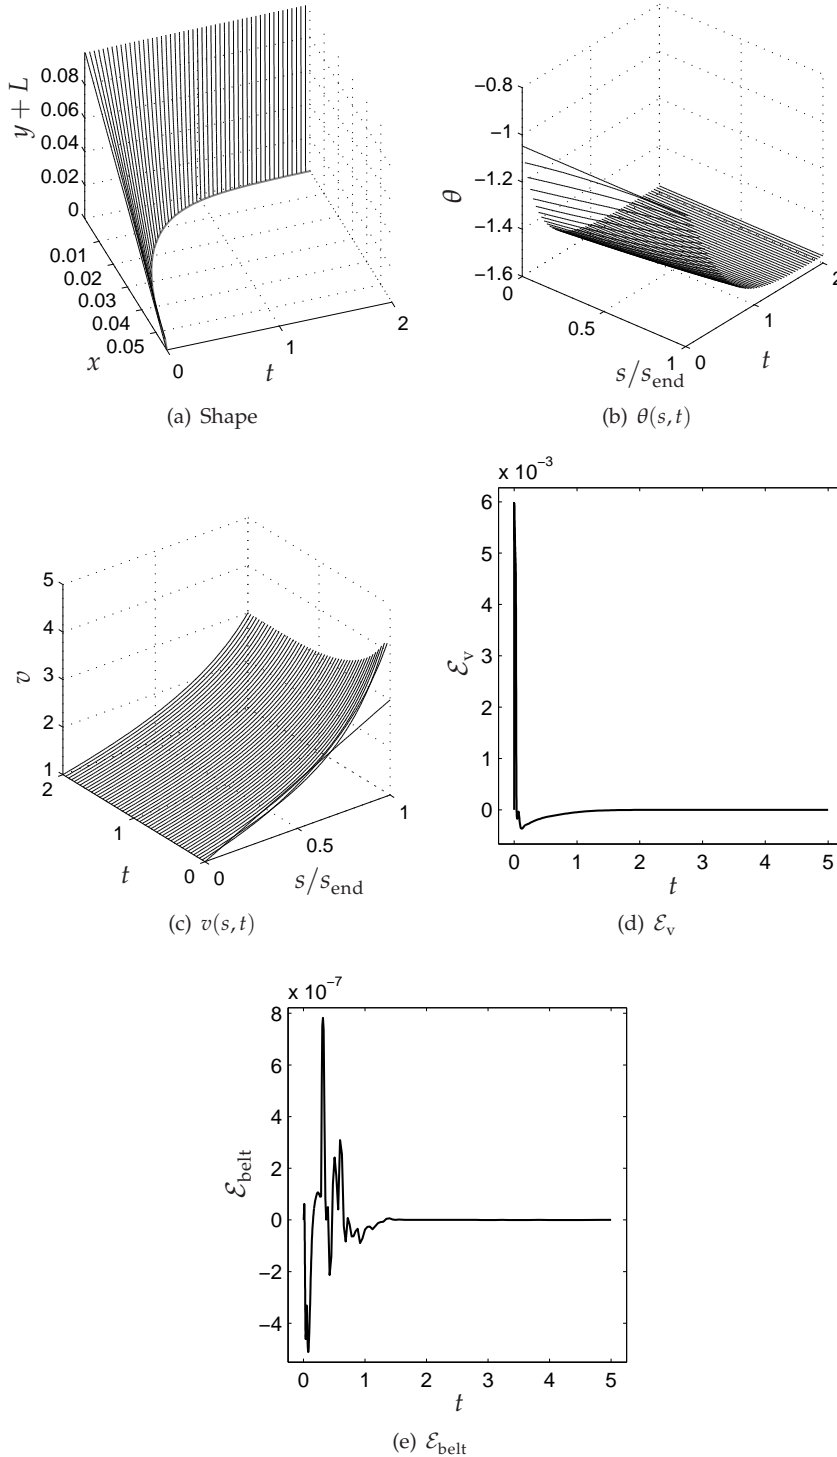 0.08
0.06
0.04
0.02
0
y + L
0.01
0.02
0.03
0.04
0.05
x
0
1
2
t
(a) Shape
−0.8
−1
−1.2
−1.4
−1.6
θ
0
0.5
1
s/s_end
0
1
2
t
(b) θ(s, t)
5
4
3
2
1
v
2
1
0
t
0
0.5
1
s/s_end
(c) v(s, t)
x 10⁻³
6
5
4
3
2
1
0
ℰ_v
0 1 2 3 4 5
t
(d) ℰ_v
x 10⁻⁷
8
6
4
2
0
−2
−4
ℰ_belt
0 1 2 3 4 5
t
(e) ℰ_belt